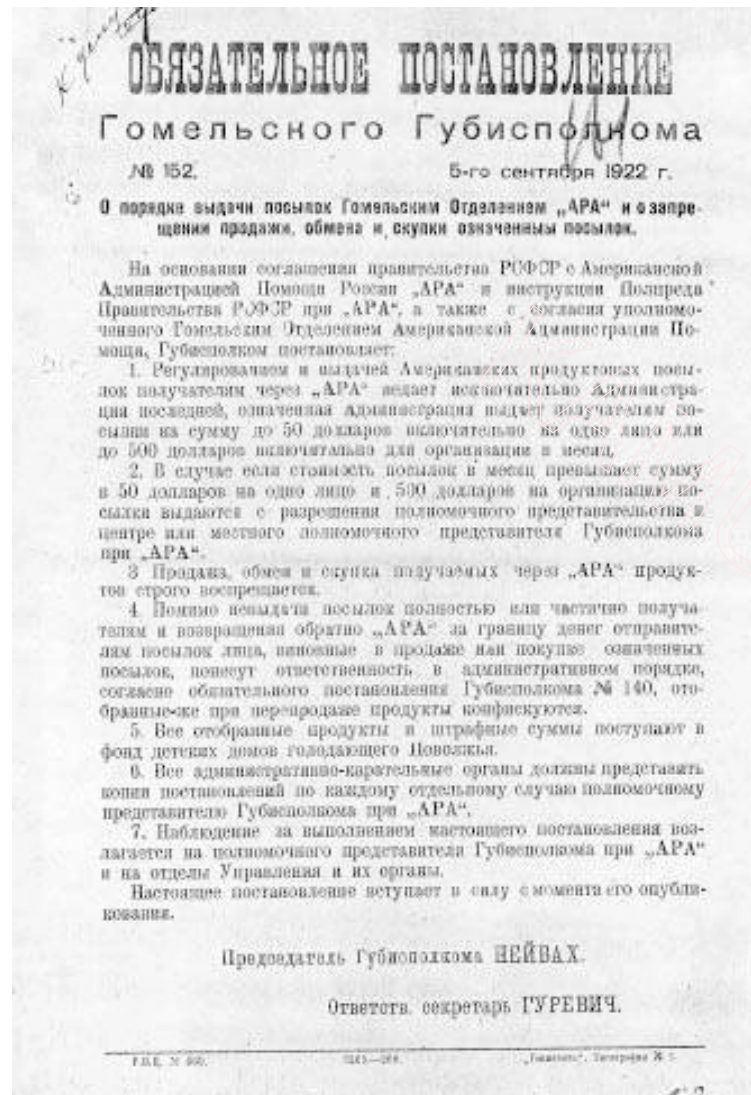 ОБЯЗАТЕЛЬНОЕ ПОСТАНОВЛЕНИЕ
Гомельского Губисполкома
№ 152. 5-го сентября 1922 г.
О порядке выдачи посылок Гомельским Отделением „АРА“ и о запре-
щении продажи, обмена и скупки означенным посылок.
На основании соглашения правительства РСФСР с Американской
Администрацией Помощи России „АРА“ и инструкции Полпреда
Правительства РСФСР при „АРА“, а также с согласия уполномо-
ченного Гомельским Отделением Американской Администрации По-
мощи, Губисполком постановляет:
1. Регулированием и выдачей Американских продуктовых посы-
лок получателям через „АРА“ ведает исключительно Администра-
ция последней, означенная Администрация выдает получателям по-
сылки на сумму до 50 долларов включительно на одно лицо или
до 500 долларов включительно для организации в месяц.
2. В случае если стоимость посылок в месяц превышает сумму
в 50 долларов на одно лицо и 500 долларов на организацию по-
сылки выдаются с разрешения полномочного представительства в
центре или местного полномочного представителя Губисполкома
при „АРА“.
3 Продажа, обмен и скупка получаемых через „АРА“ продук-
тов строго воспрещается.
4. Помимо невыдачи посылок полностью или частично получа-
телям и возвращения обратно „АРА“ за границу денег отправите-
лям посылок лица, виновные в продаже или покупке означенных
посылок, понесут ответственность в административном порядке,
согласно обязательного постановления Губисполкома № 140, ото-
бранные-же при перепродаже продукты конфискуются.
5. Все отобранные продукты и штрафные суммы поступают в
фонд детских домов голодающего Поволжья.
6. Все административно-карательные органы должны представить
копии постановлений по каждому отдельному случаю полномочному
представителю Губисполкома при „АРА“.
7. Наблюдение за выполнением настоящего постановления воз-
лагается на полномочного представителя Губисполкома при „АРА“
и на отделы Управления и их органы.
Настоящее постановление вступает в силу с момента его опубли-
кования.
Председатель Губисполкома НЕЙВАХ.
Ответств. секретарь ГУРЕВИЧ.